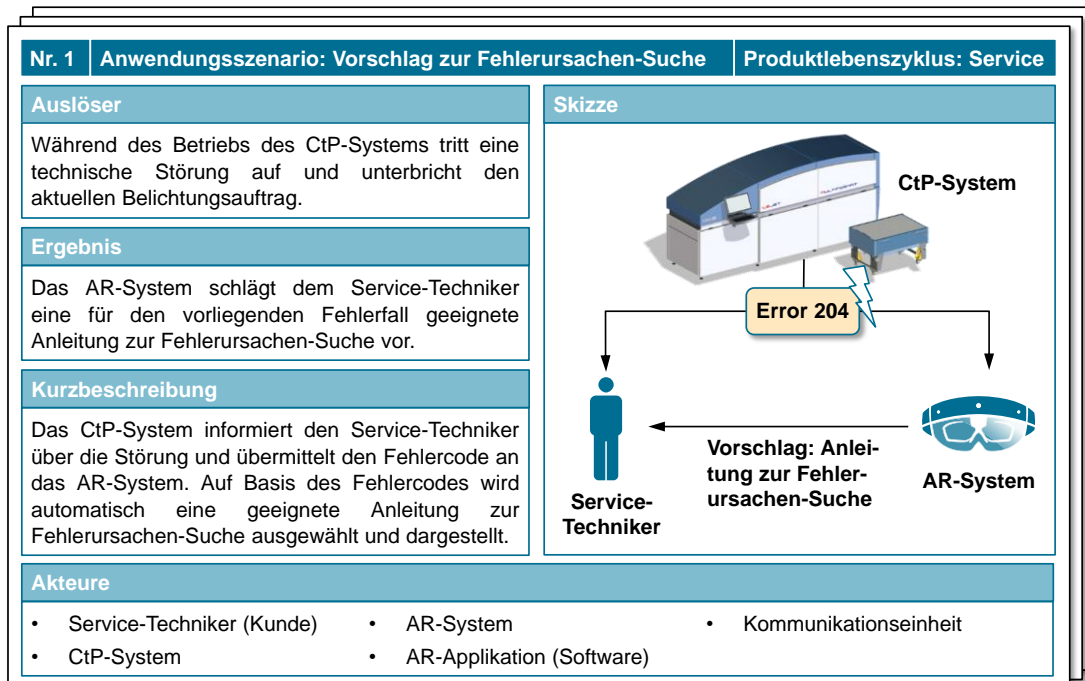 Nr. 1 Anwendungsszenario: Vorschlag zur Fehlerursachen-Suche Produktlebenszyklus: Service
Auslöser
Während des Betriebs des CtP-Systems tritt eine
technische Störung auf und unterbricht den
aktuellen Belichtungsauftrag.
Ergebnis
Das AR-System schlägt dem Service-Techniker
eine für den vorliegenden Fehlerfall geeignete
Anleitung zur Fehlerursachen-Suche vor.
Kurzbeschreibung
Das CtP-System informiert den Service-Techniker
über die Störung und übermittelt den Fehlercode an
das AR-System. Auf Basis des Fehlercodes wird
automatisch eine geeignete Anleitung zur
Fehlerursachen-Suche ausgewählt und dargestellt.
Skizze
CtP-System
Error 204
Vorschlag: Anlei-
tung zur Fehler-
ursachen-Suche
Service-
Techniker
AR-System
Akteure
• Service-Techniker (Kunde)
• CtP-System
• AR-System
• AR-Applikation (Software)
• Kommunikationseinheit